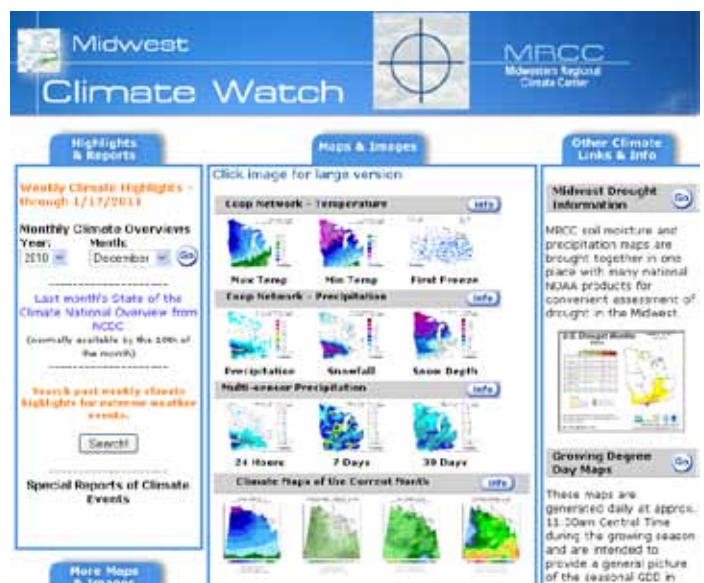 Midwest
Climate Watch
MRCC
Midwestern Regional
Climate Center
Highlights
& Reports
Weekly Climate Highlights -
through 1/17/2011
Monthly Climate Overviews
Year: Month:
2010 December Go
Last month's State of the
Climate National Overview from
NCDC
(normally available by the 10th of
the month)
Search past weekly climate
highlights for extreme weather
events.
Search!
Special Reports of Climate
Events
More Maps
& Images
Maps & Images
Click image for large version
Coop Network - Temperature info
Max Temp Min Temp First Freeze
Coop Network - Precipitation info
Precipitation Snowfall Snow Depth
Multi-sensor Precipitation info
24 Hours 7 Days 30 Days
Climate Maps of the Current Month info
Other Climate
Links & Info
Midwest Drought
Information Go
MRCC soil moisture and
precipitation maps are
brought together in one
place with many national
NOAA products for
convenient assessment of
drought in the Midwest.
U.S. Drought Monitor
Growing Degree
Day Maps Go
These maps are
generated daily at approx.
11:30am Central Time
during the growing season
and are intended to
provide a general picture
of the seasonal GDD in